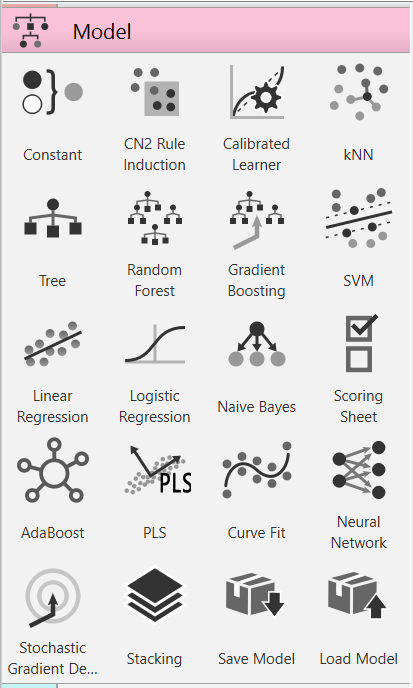 Model
Constant
CN2 Rule
Induction
Calibrated
Learner
kNN
Tree
Random
Forest
Gradient
Boosting
SVM
Linear
Regression
Logistic
Regression
Naive Bayes
Scoring
Sheet
AdaBoost
PLS
PLS
Curve Fit
Neural
Network
Stochastic
Gradient De...
Stacking
Save Model
Load Model